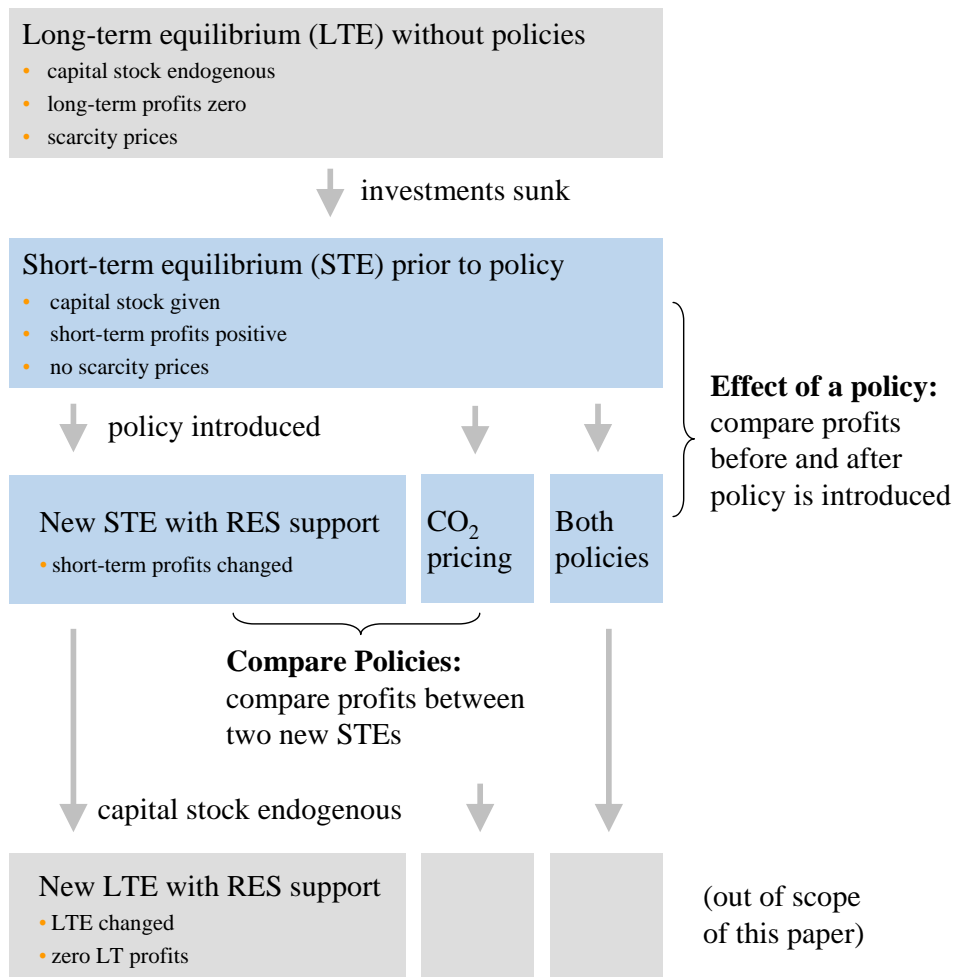 Long-term equilibrium (LTE) without policies
• capital stock endogenous
• long-term profits zero
• scarcity prices
investments sunk
Short-term equilibrium (STE) prior to policy
• capital stock given
• short-term profits positive
• no scarcity prices
Effect of a policy:
compare profits
before and after
policy is introduced
policy introduced
New STE with RES support
• short-term profits changed
CO₂
pricing
Both
policies
Compare Policies:
compare profits between
two new STEs
capital stock endogenous
New LTE with RES support
• LTE changed
• zero LT profits
(out of scope
of this paper)